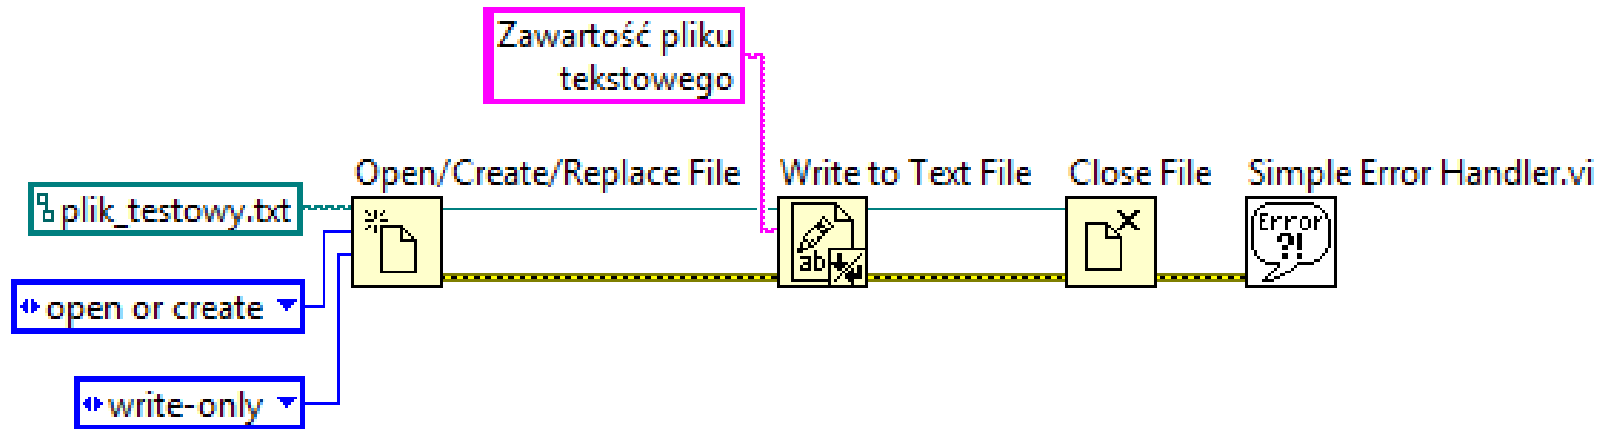 Zawartość pliku
tekstowego
Open/Create/Replace File
Write to Text File
Close File
Simple Error Handler.vi
plik_testowy.txt
ab
Error
?!
open or create
write-only